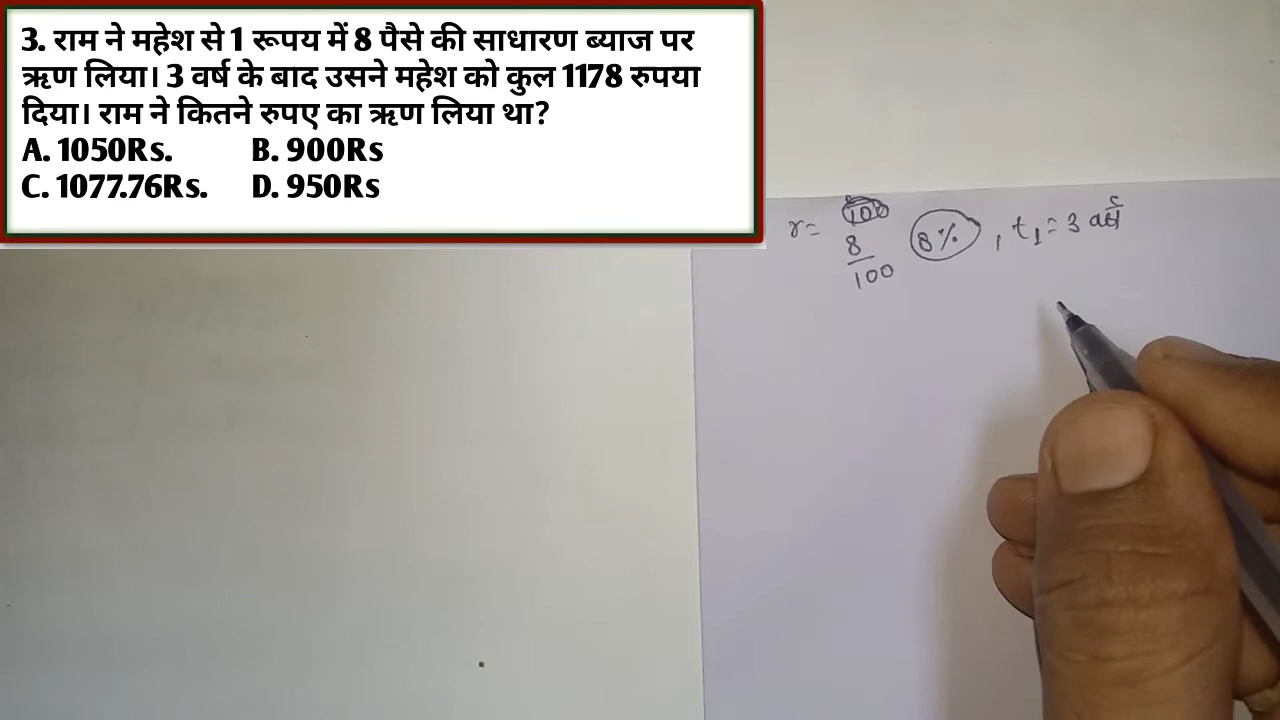 3. राम ने महेश से 1 रूपय में 8 पैसे की साधारण ब्याज पर
ऋण लिया। 3 वर्ष के बाद उसने महेश को कुल 1178 रुपया
दिया। राम ने कितने रुपए का ऋण लिया था?
A. 1050Rs. B. 900Rs
C. 1077.76Rs. D. 950Rs
r = 8/100 8% , t₁ = 3 वर्ष